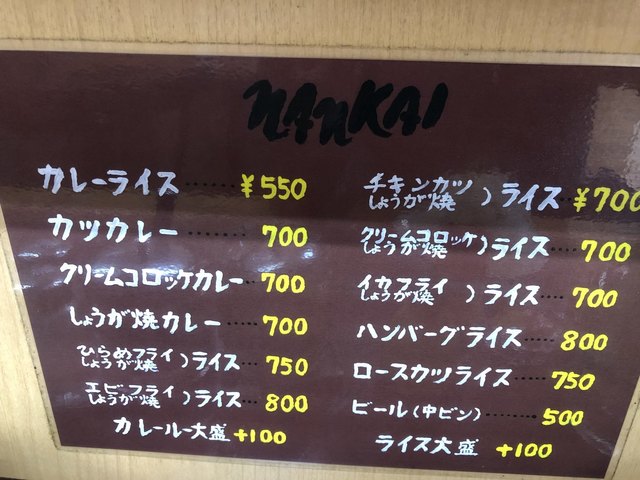 NANKAI
カレーライス……¥550
カツカレー……700
クリームコロッケカレー…700
しょうが焼カレー……700
ひらめフライ
しょうが焼 )ライス…750
エビフライ
しょうが焼 )ライス…800
カレールー大盛+100
チキンカツ
しょうが焼 )ライス…¥700
クリームコロッケ
しょうが焼 )ライス……700
イカフライ
しょうが焼 )ライス……700
ハンバーグライス……800
ロースカツライス……750
ビール(中ビン)……500
ライス大盛 +100